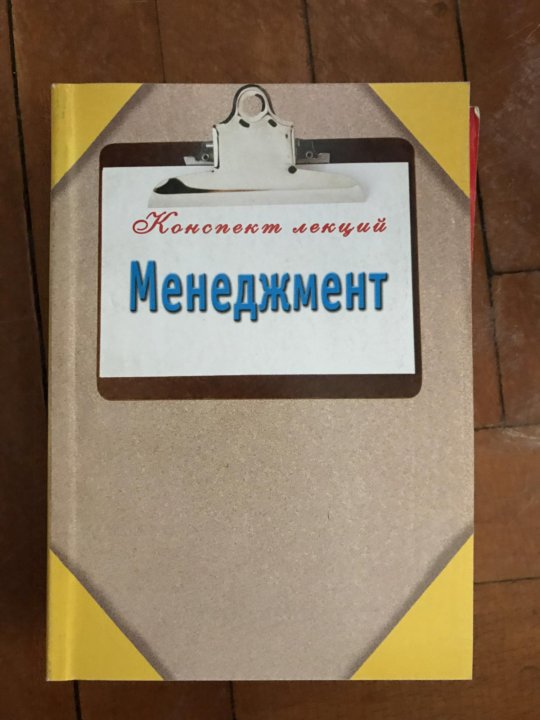 Конспект лекций
Менеджмент